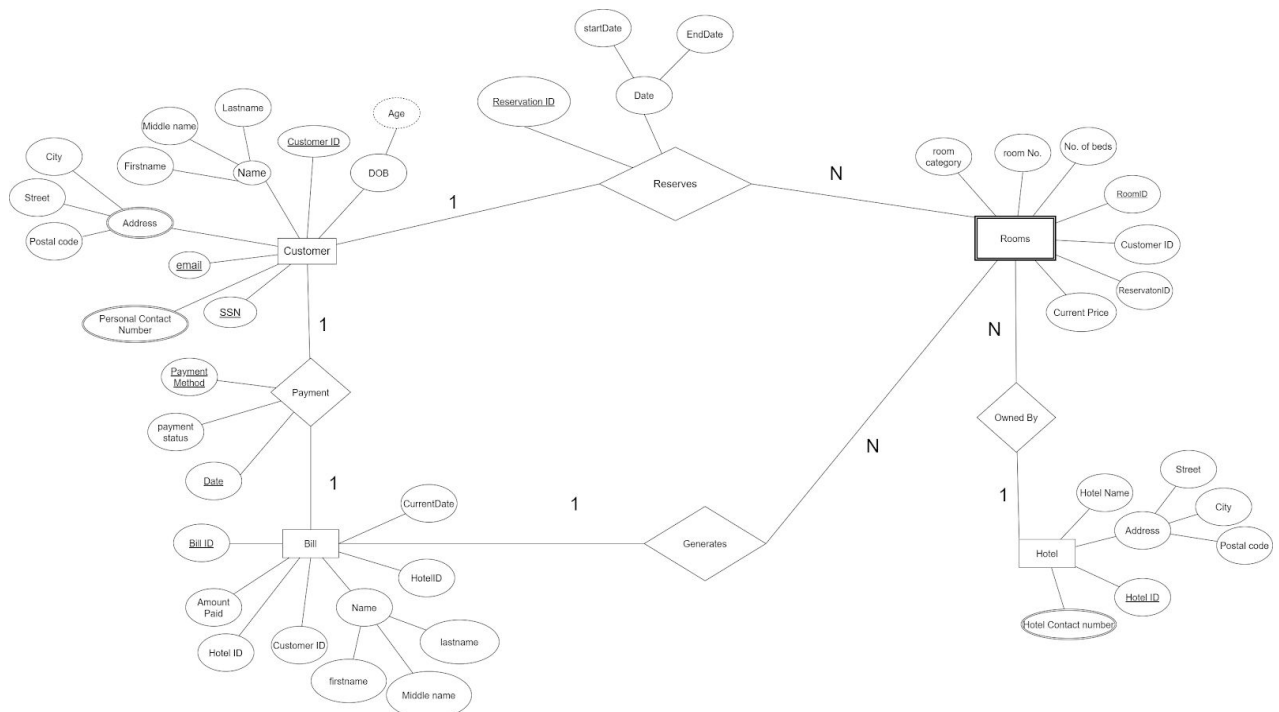 startDate
EndDate
Reservation ID
Date
Lastname
Age
Middle name
Customer ID
City
Firstname
Name
DOB
Street
Address
Postal code
Customer
email
Personal Contact
Number
SSN
1
Reserves
N
room
category
room No.
No. of beds
RoomID
Rooms
Customer ID
ReservatonID
Current Price
1
N
Payment
Method
Payment
payment
status
Date
Owned By
N
1
1
1
CurrentDate
Bill ID
Bill
Generates
HotelID
Amount
Paid
Name
Hotel ID
Customer ID
lastname
firstname
Middle name
Street
Hotel Name
City
Address
Postal code
Hotel
Hotel ID
Hotel Contact number